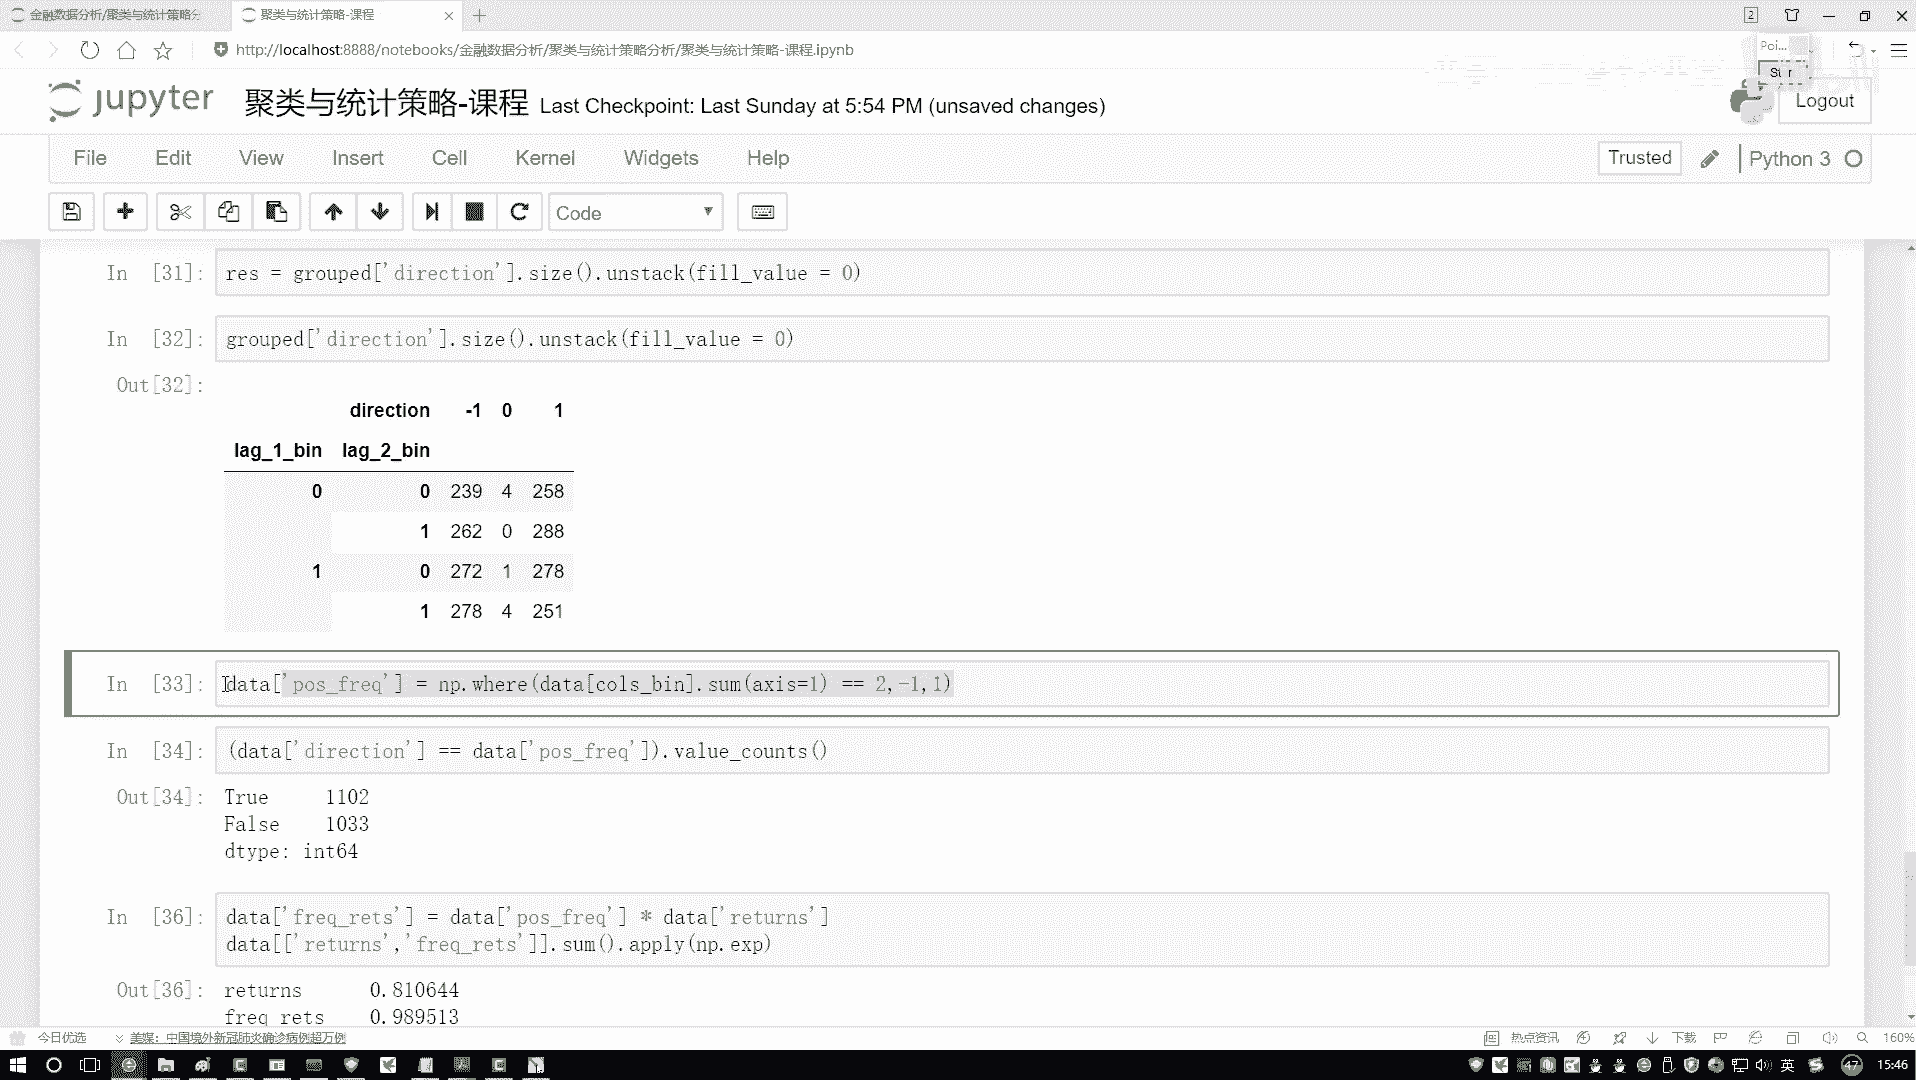 金融数据分析/聚类与统计策略分
聚类与统计策略-课程
2
http://localhost:8888/notebooks/金融数据分析/聚类与统计策略分析/聚类与统计策略-课程.ipynb
Poi...
jupyter 聚类与统计策略-课程 Last Checkpoint: Last Sunday at 5:54 PM (unsaved changes)
Logout
File Edit View Insert Cell Kernel Widgets Help
Trusted
Python 3
Code
In [31]: res = grouped['direction'].size().unstack(fill_value = 0)
In [32]: grouped['direction'].size().unstack(fill_value = 0)
Out[32]:
direction -1 0 1
lag_1_bin lag_2_bin
0 0 239 4 258
1 262 0 288
1 0 272 1 278
1 278 4 251
In [33]: data['pos_freq'] = np.where(data[cols_bin].sum(axis=1) == 2,-1,1)
In [34]: (data['direction'] == data['pos_freq']).value_counts()
Out[34]: True 1102
False 1033
dtype: int64
In [36]: data['freq_rets'] = data['pos_freq'] * data['returns']
data[['returns','freq_rets']].sum().apply(np.exp)
Out[36]: returns 0.810644
freq_rets 0.989513
今日优选
美媒：中国境外新冠肺炎确诊病例超万例
热点资讯
下载
160%
英
47
15:46